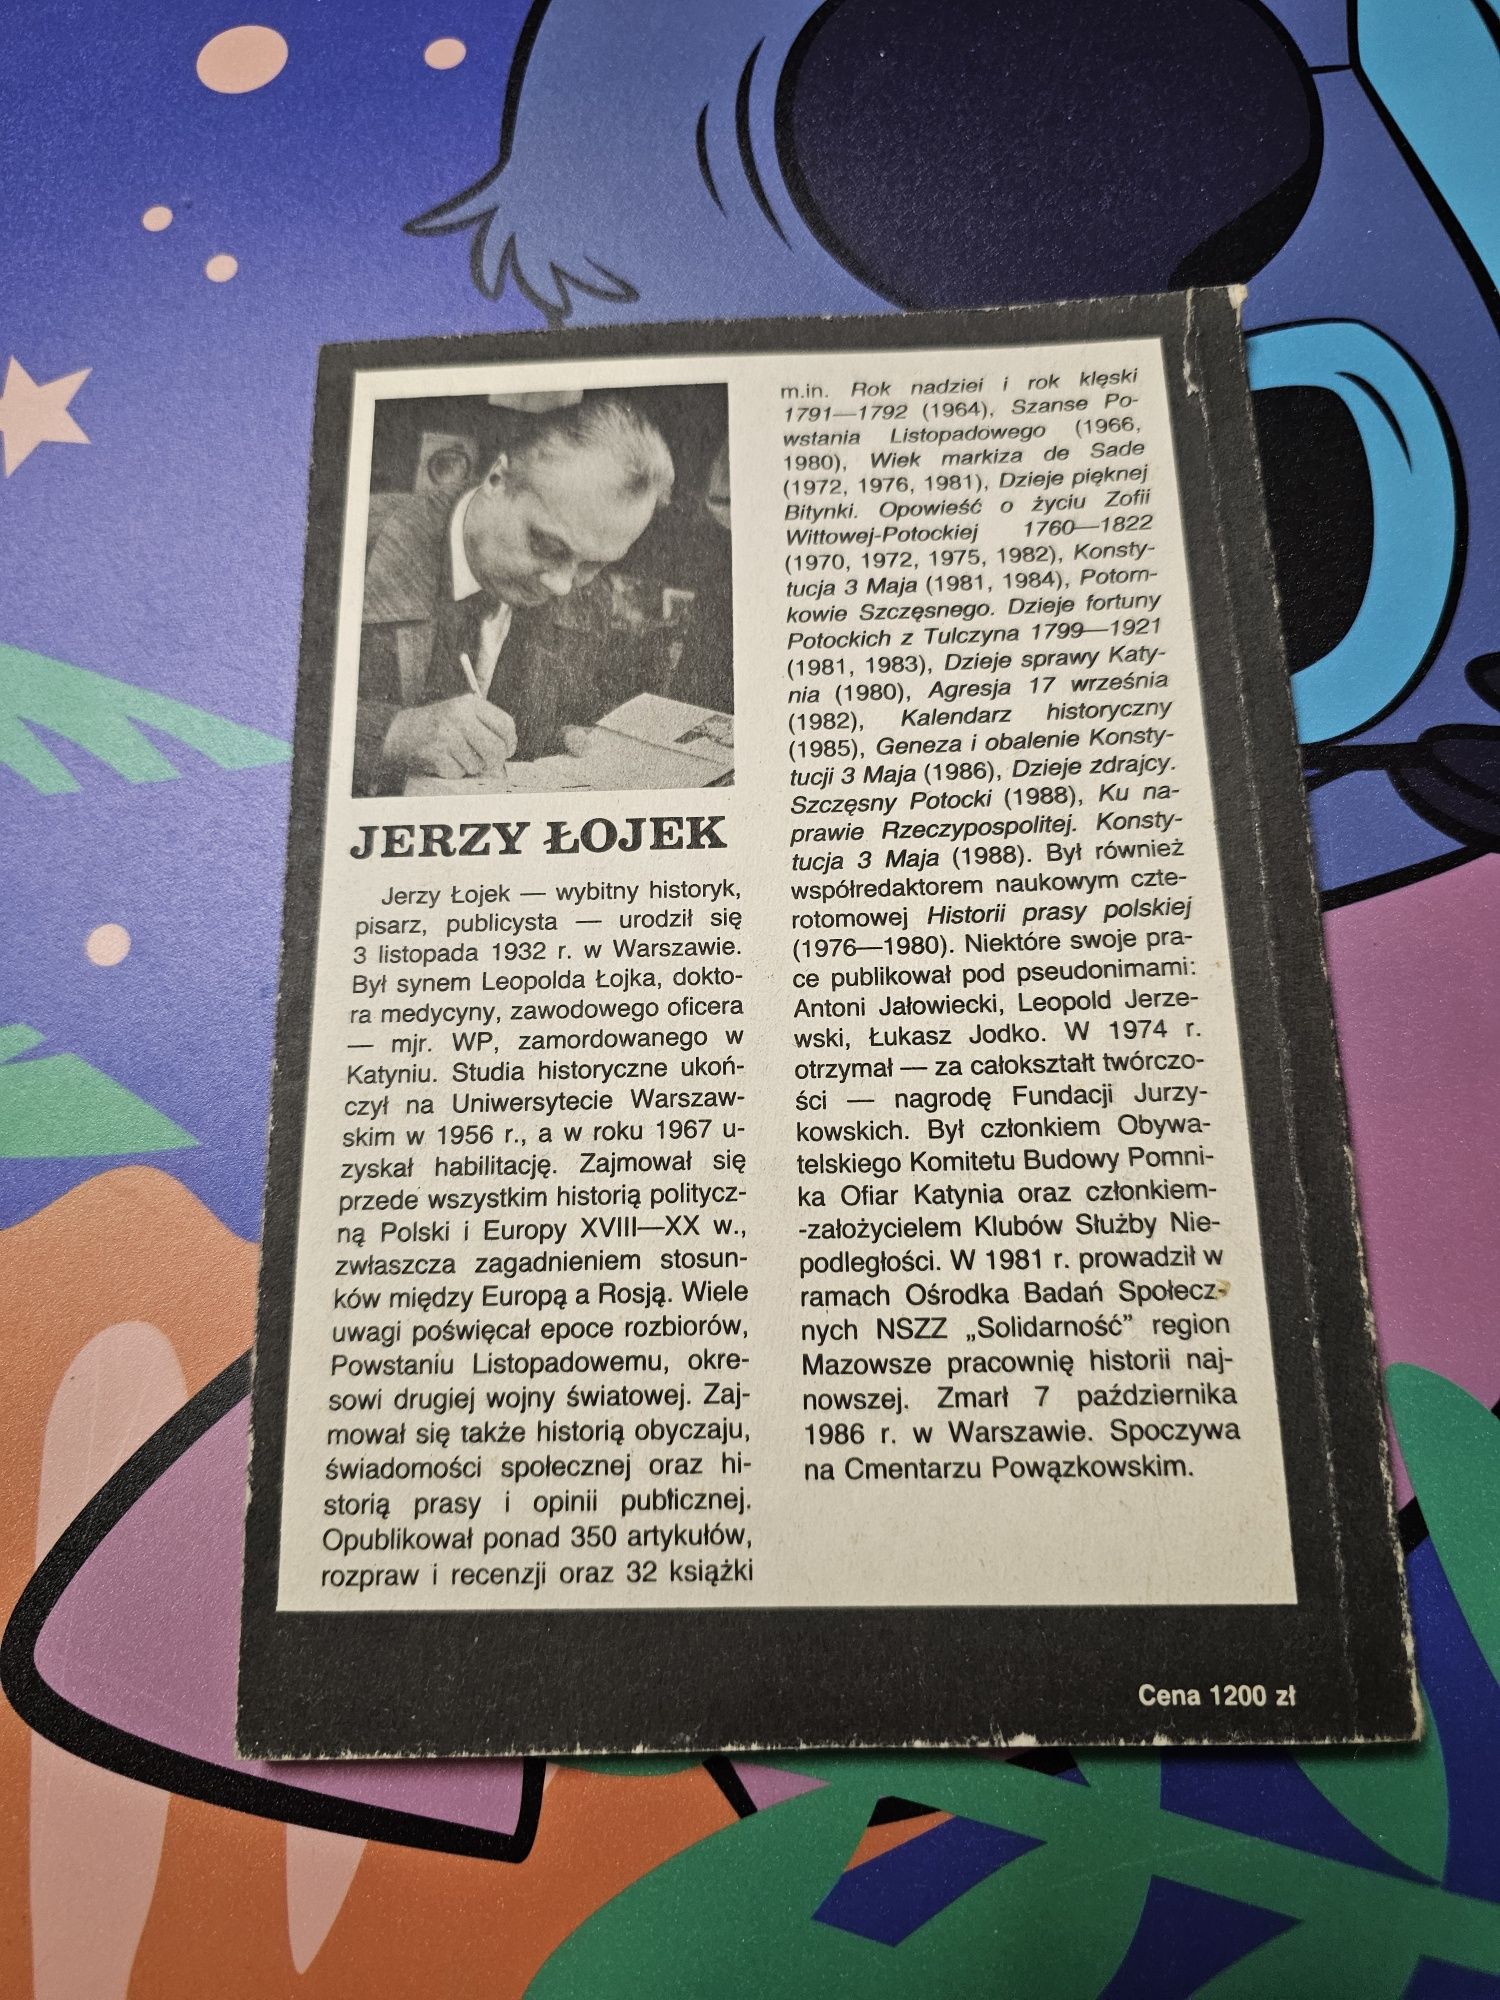 JERZY ŁOJEK
Jerzy Łojek — wybitny historyk,
pisarz, publicysta — urodził się
3 listopada 1932 r. w Warszawie.
Był synem Leopolda Łojka, dokto-
ra medycyny, zawodowego oficera
— mjr. WP, zamordowanego w
Katyniu. Studia historyczne ukoń-
czył na Uniwersytecie Warszaw-
skim w 1956 r., a w roku 1967 u-
zyskał habilitację. Zajmował się
przede wszystkim historią politycz-
ną Polski i Europy XVIII—XX w.,
zwłaszcza zagadnieniem stosun-
ków między Europą a Rosją. Wiele
uwagi poświęcał epoce rozbiorów,
Powstaniu Listopadowemu, okre-
sowi drugiej wojny światowej. Zaj-
mował się także historią obyczaju,
świadomości społecznej oraz hi-
storią prasy i opinii publicznej.
Opublikował ponad 350 artykułów,
rozpraw i recenzji oraz 32 książki
m.in. Rok nadziei i rok klęski
1791—1792 (1964), Szanse Po-
wstania Listopadowego (1966,
1980), Wiek markiza de Sade
(1972, 1976, 1981), Dzieje pięknej
Bitynki. Opowieść o życiu Zofii
Wittowej-Potockiej 1760—1822
(1970, 1972, 1975, 1982), Konsty-
tucja 3 Maja (1981, 1984), Potom-
kowie Szczęsnego. Dzieje fortuny
Potockich z Tulczyna 1799—1921
(1981, 1983), Dzieje sprawy Katy-
nia (1980), Agresja 17 września
(1982), Kalendarz historyczny
(1985), Geneza i obalenie Konsty-
tucji 3 Maja (1986), Dzieje zdrajcy.
Szczęsny Potocki (1988), Ku na-
prawie Rzeczypospolitej. Konsty-
tucja 3 Maja (1988). Był również
współredaktorem naukowym czte-
rotomowej Historii prasy polskiej
(1976—1980). Niektóre swoje pra-
ce publikował pod pseudonimami:
Antoni Jałowiecki, Leopold Jerze-
wski, Łukasz Jodko. W 1974 r.
otrzymał — za całokształt twórczo-
ści — nagrodę Fundacji Jurzy-
kowskich. Był członkiem Obywa-
telskiego Komitetu Budowy Pomni-
ka Ofiar Katynia oraz członkiem-
-założycielem Klubów Służby Nie-
podległości. W 1981 r. prowadził w
ramach Ośrodka Badań Społecz-
nych NSZZ „Solidarność” region
Mazowsze pracownię historii naj-
nowszej. Zmarł 7 października
1986 r. w Warszawie. Spoczywa
na Cmentarzu Powązkowskim.
Cena 1200 zł